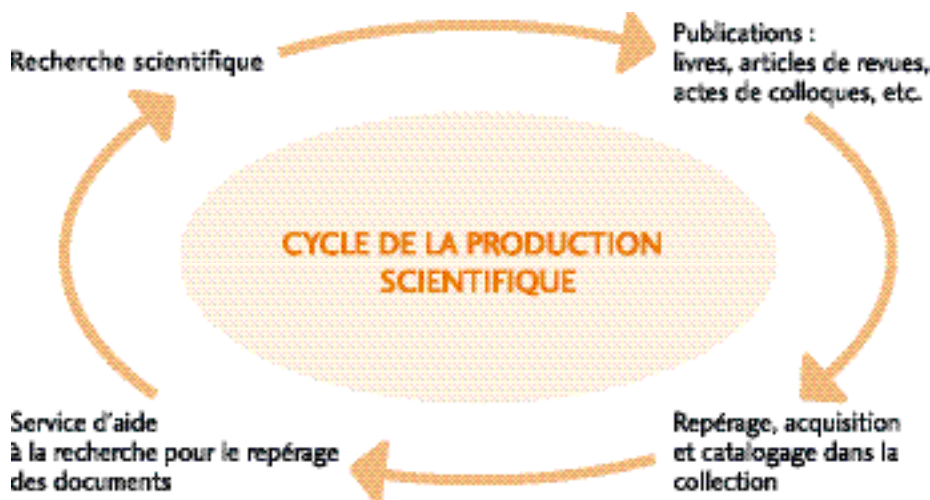 Recherche scientifique
Publications :
livres, articles de revues,
actes de colloques, etc.
CYCLE DE LA PRODUCTION
SCIENTIFIQUE
Service d'aide
à la recherche pour le repérage
des documents
Repérage, acquisition
et catalogage dans la
collection